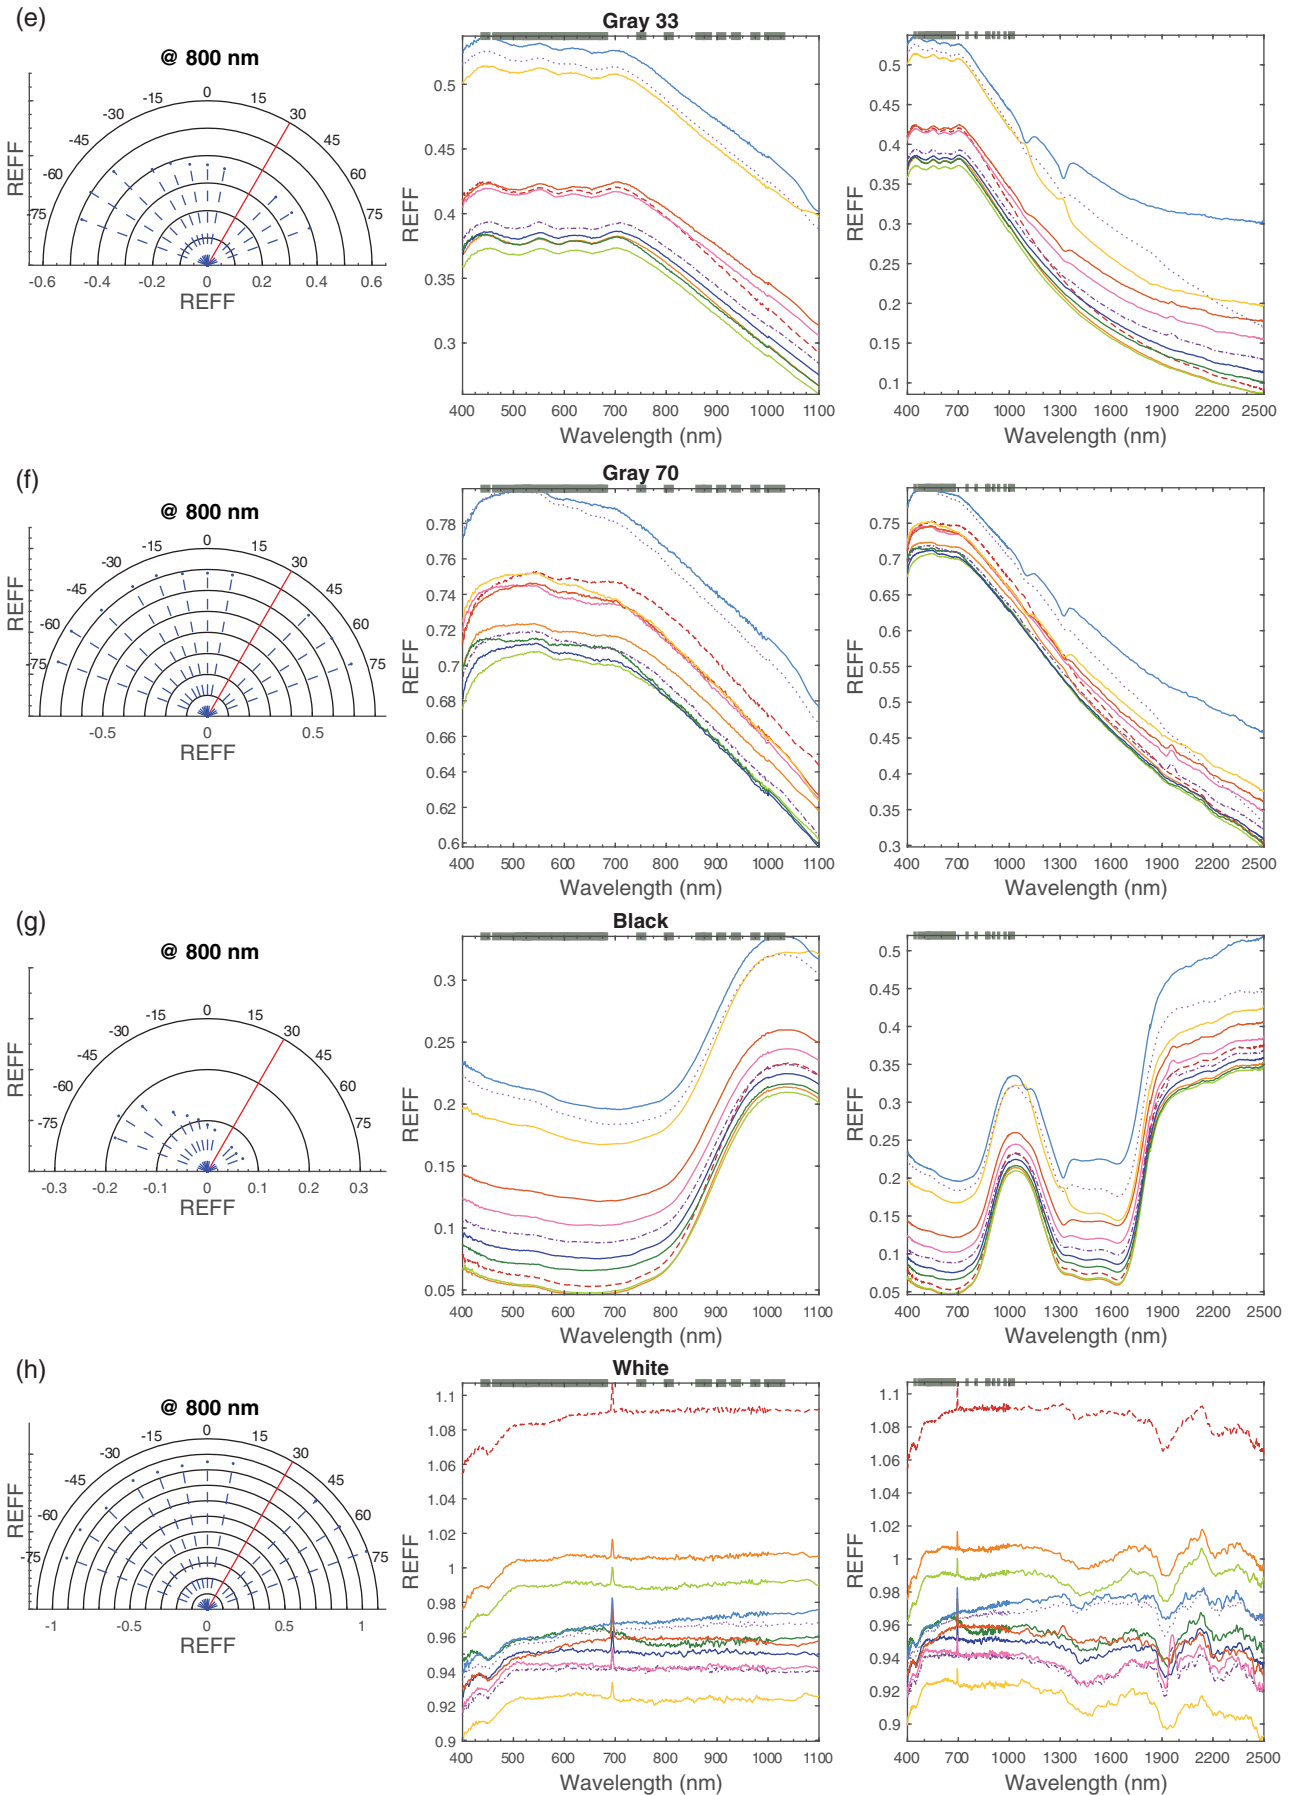 (e)
Gray 33
@ 800 nm
-75 -60 -45 -30 -15 0 15 30 45 60 75
REFF
-0.6 -0.4 -0.2 0 0.2 0.4 0.6
REFF
0.5
0.45
0.4
0.35
0.3
REFF
400 500 600 700 800 900 1000 1100
Wavelength (nm)
0.5
0.45
0.4
0.35
0.3
0.25
0.2
0.15
0.1
REFF
400 700 1000 1300 1600 1900 2200 2500
Wavelength (nm)
(f)
Gray 70
@ 800 nm
-75 -60 -45 -30 -15 0 15 30 45 60 75
REFF
-0.5 0 0.5
REFF
0.78
0.76
0.74
0.72
0.7
0.68
0.66
0.64
0.62
0.6
REFF
400 500 600 700 800 900 1000 1100
Wavelength (nm)
0.75
0.7
0.65
0.6
0.55
0.5
0.45
0.4
0.35
0.3
REFF
400 700 1000 1300 1600 1900 2200 2500
Wavelength (nm)
(g)
Black
@ 800 nm
-75 -60 -45 -30 -15 0 15 30 45 60 75
REFF
-0.3 -0.2 -0.1 0 0.1 0.2 0.3
REFF
0.3
0.25
0.2
0.15
0.1
0.05
REFF
400 500 600 700 800 900 1000 1100
Wavelength (nm)
0.5
0.45
0.4
0.35
0.3
0.25
0.2
0.15
0.1
0.05
REFF
400 700 1000 1300 1600 1900 2200 2500
Wavelength (nm)
(h)
White
@ 800 nm
-75 -60 -45 -30 -15 0 15 30 45 60 75
REFF
-1 -0.5 0 0.5 1
REFF
1.1
1.08
1.06
1.04
1.02
1
0.98
0.96
0.94
0.92
0.9
REFF
400 500 600 700 800 900 1000 1100
Wavelength (nm)
1.1
1.08
1.06
1.04
1.02
1
0.98
0.96
0.94
0.92
0.9
REFF
400 700 1000 1300 1600 1900 2200 2500
Wavelength (nm)